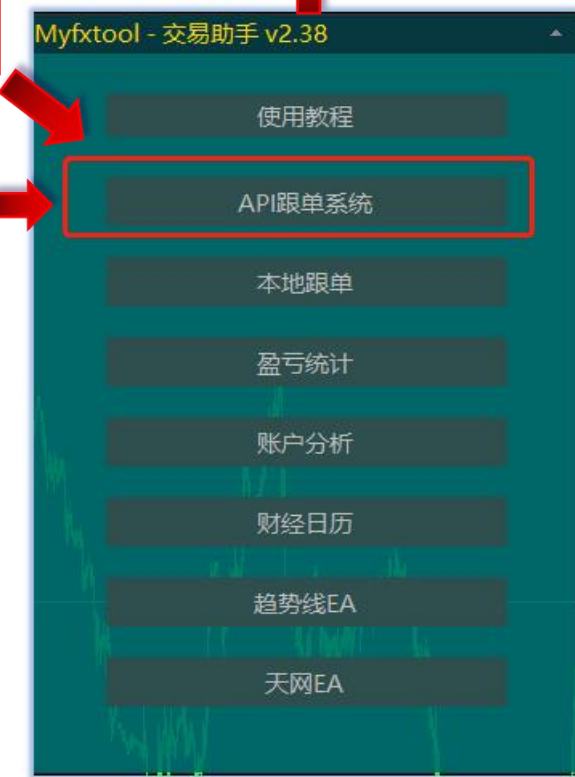 Myfxtool - 交易助手 v2.38
使用教程
API跟单系统
本地跟单
盈亏统计
账户分析
财经日历
趋势线EA
天网EA